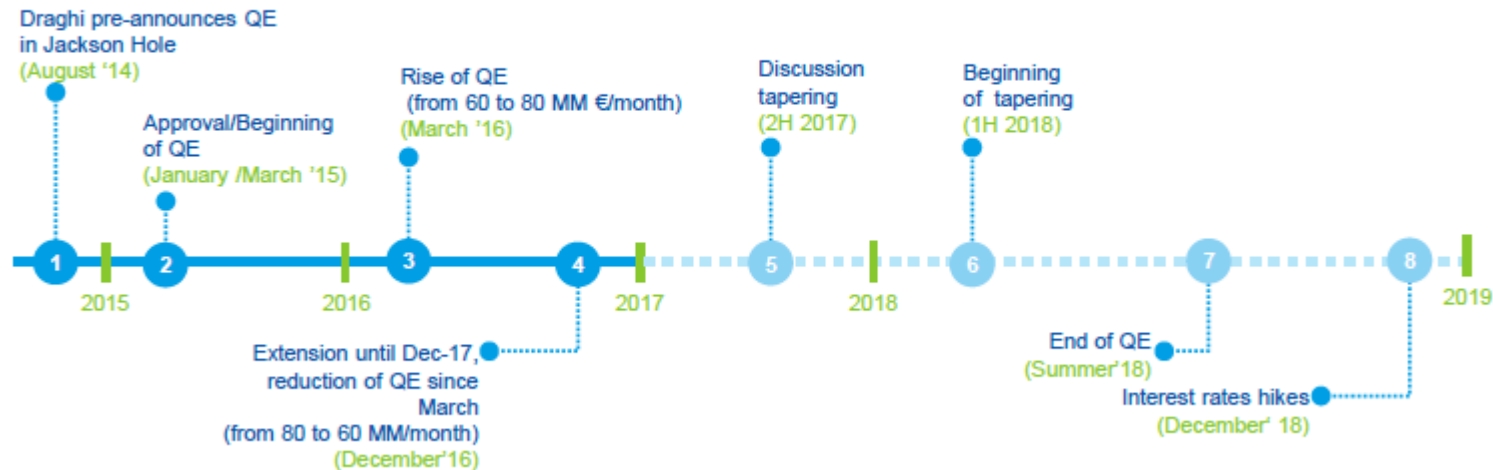 Draghi pre-announces QE
in Jackson Hole
(August ‘14)
Approval/Beginning
of QE
(January /March ’15)
Rise of QE
(from 60 to 80 MM €/month)
(March ’16)
Discussion
tapering
(2H 2017)
Beginning
of tapering
(1H 2018)
1
2
3
4
5
6
7
8
2015
2016
2017
2018
2019
Extension until Dec-17,
reduction of QE since
March
(from 80 to 60 MM/month)
(December’16)
End of QE
(Summer’18)
Interest rates hikes
(December‘ 18)